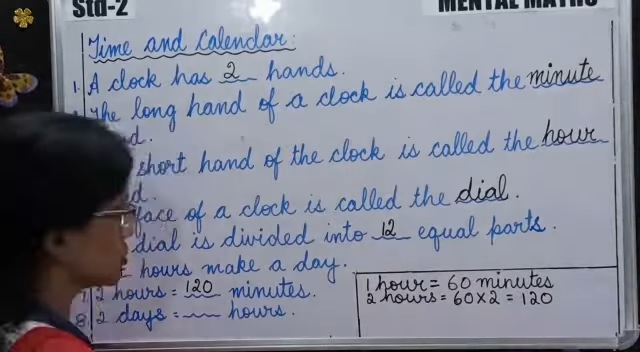 Std-2
MENTAL MATHS
Time and Calendar:
1. A clock has 2 hands.
The long hand of a clock is called the minute
d.
short hand of the clock is called the hour
d.
face of a clock is called the dial.
dial is divided into 12 equal parts.
hours make a day.
7. 2 hours = 120 minutes.
8. 2 days = ___ hours.
1 hour = 60 minutes
2 hours = 60 x 2 = 120